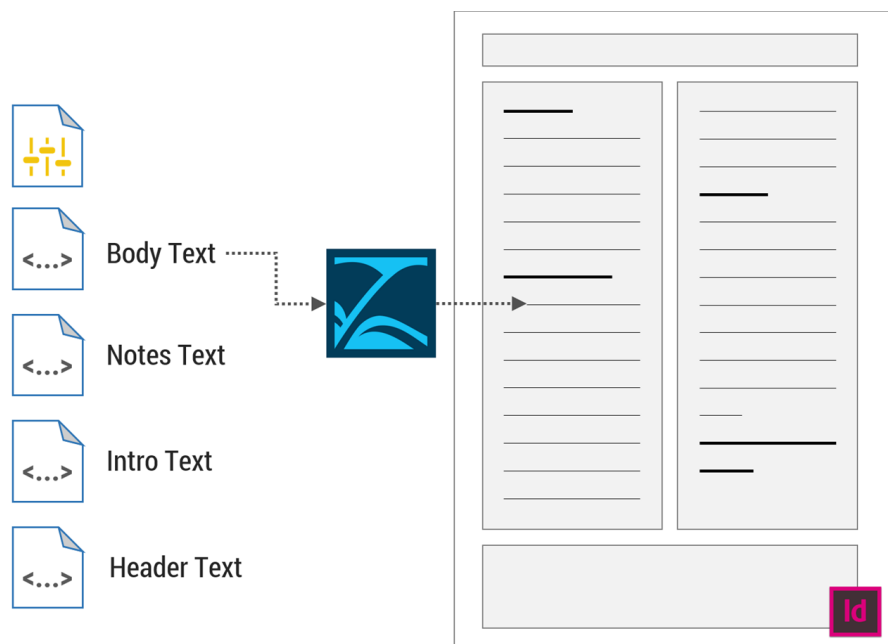 <...> Body Text
<...> Notes Text
<...> Intro Text
<...> Header Text
Id